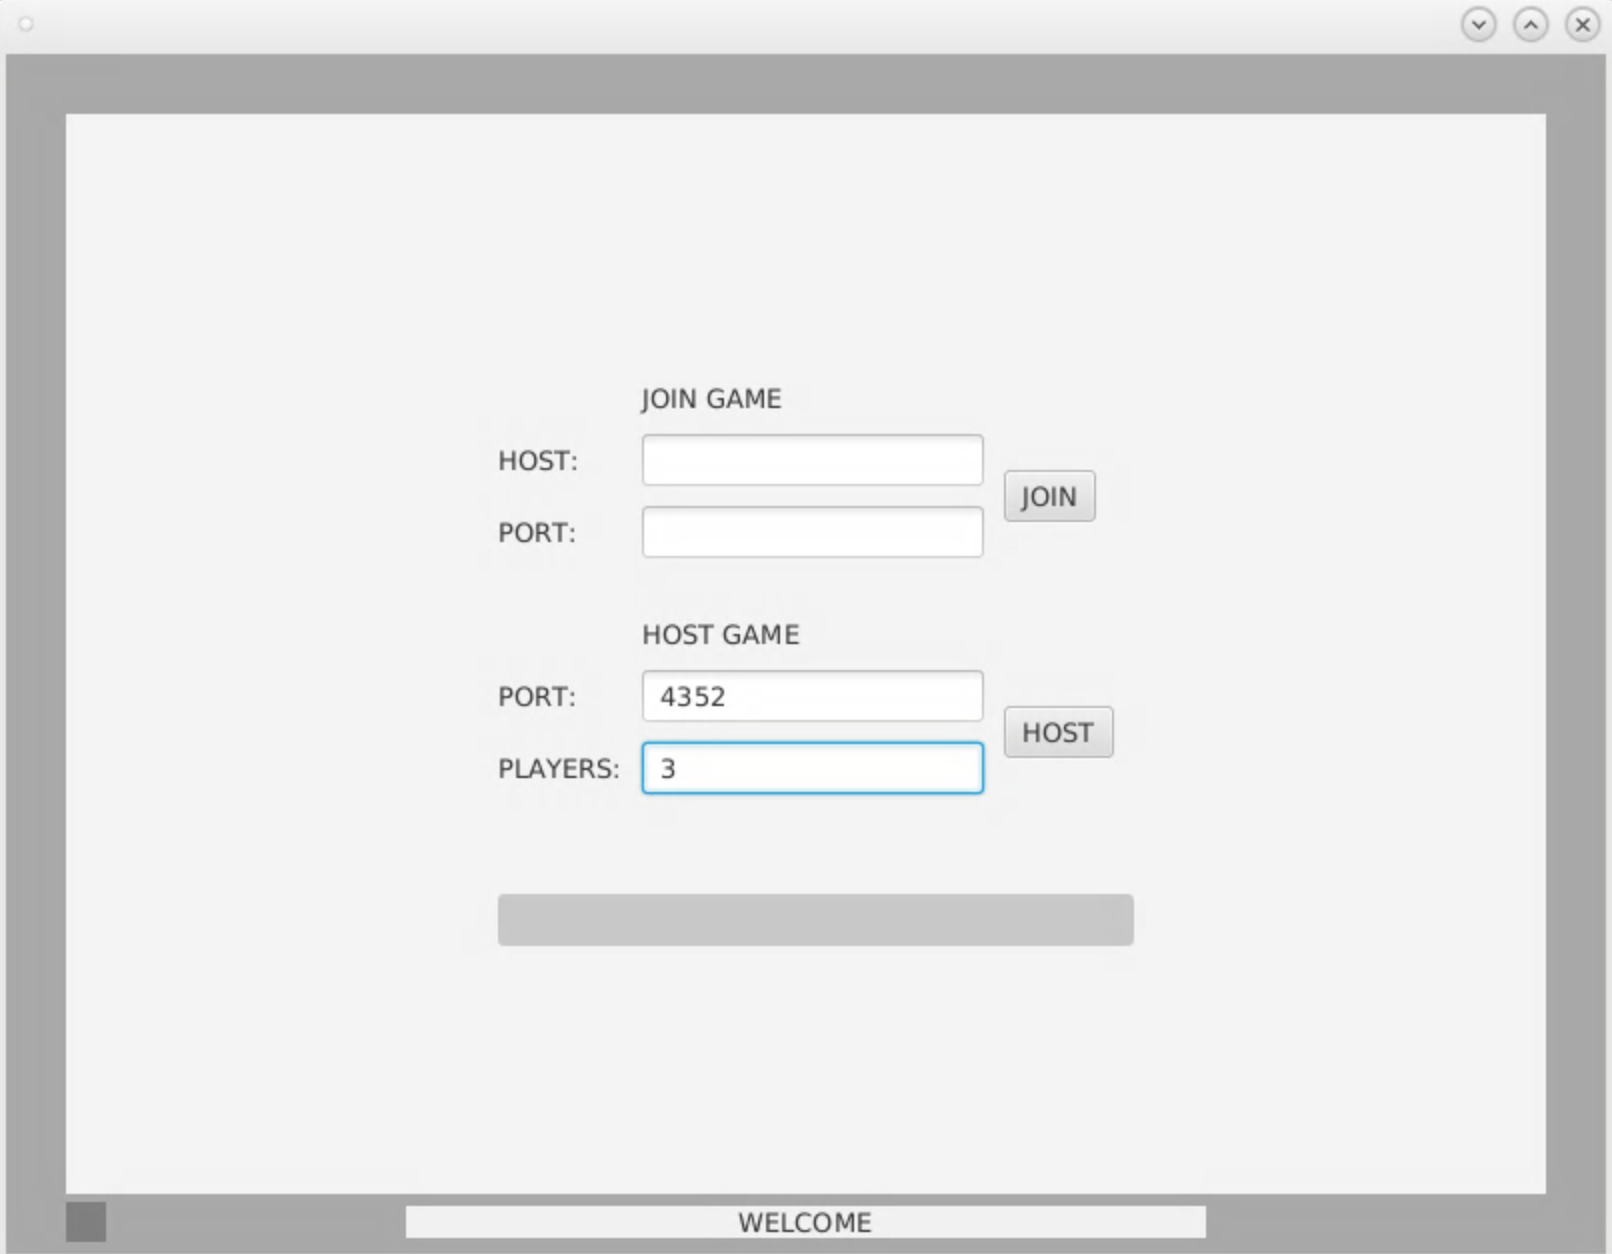 JOIN GAME
HOST:
JOIN
PORT:
HOST GAME
PORT: 4352
HOST
PLAYERS: 3
WELCOME